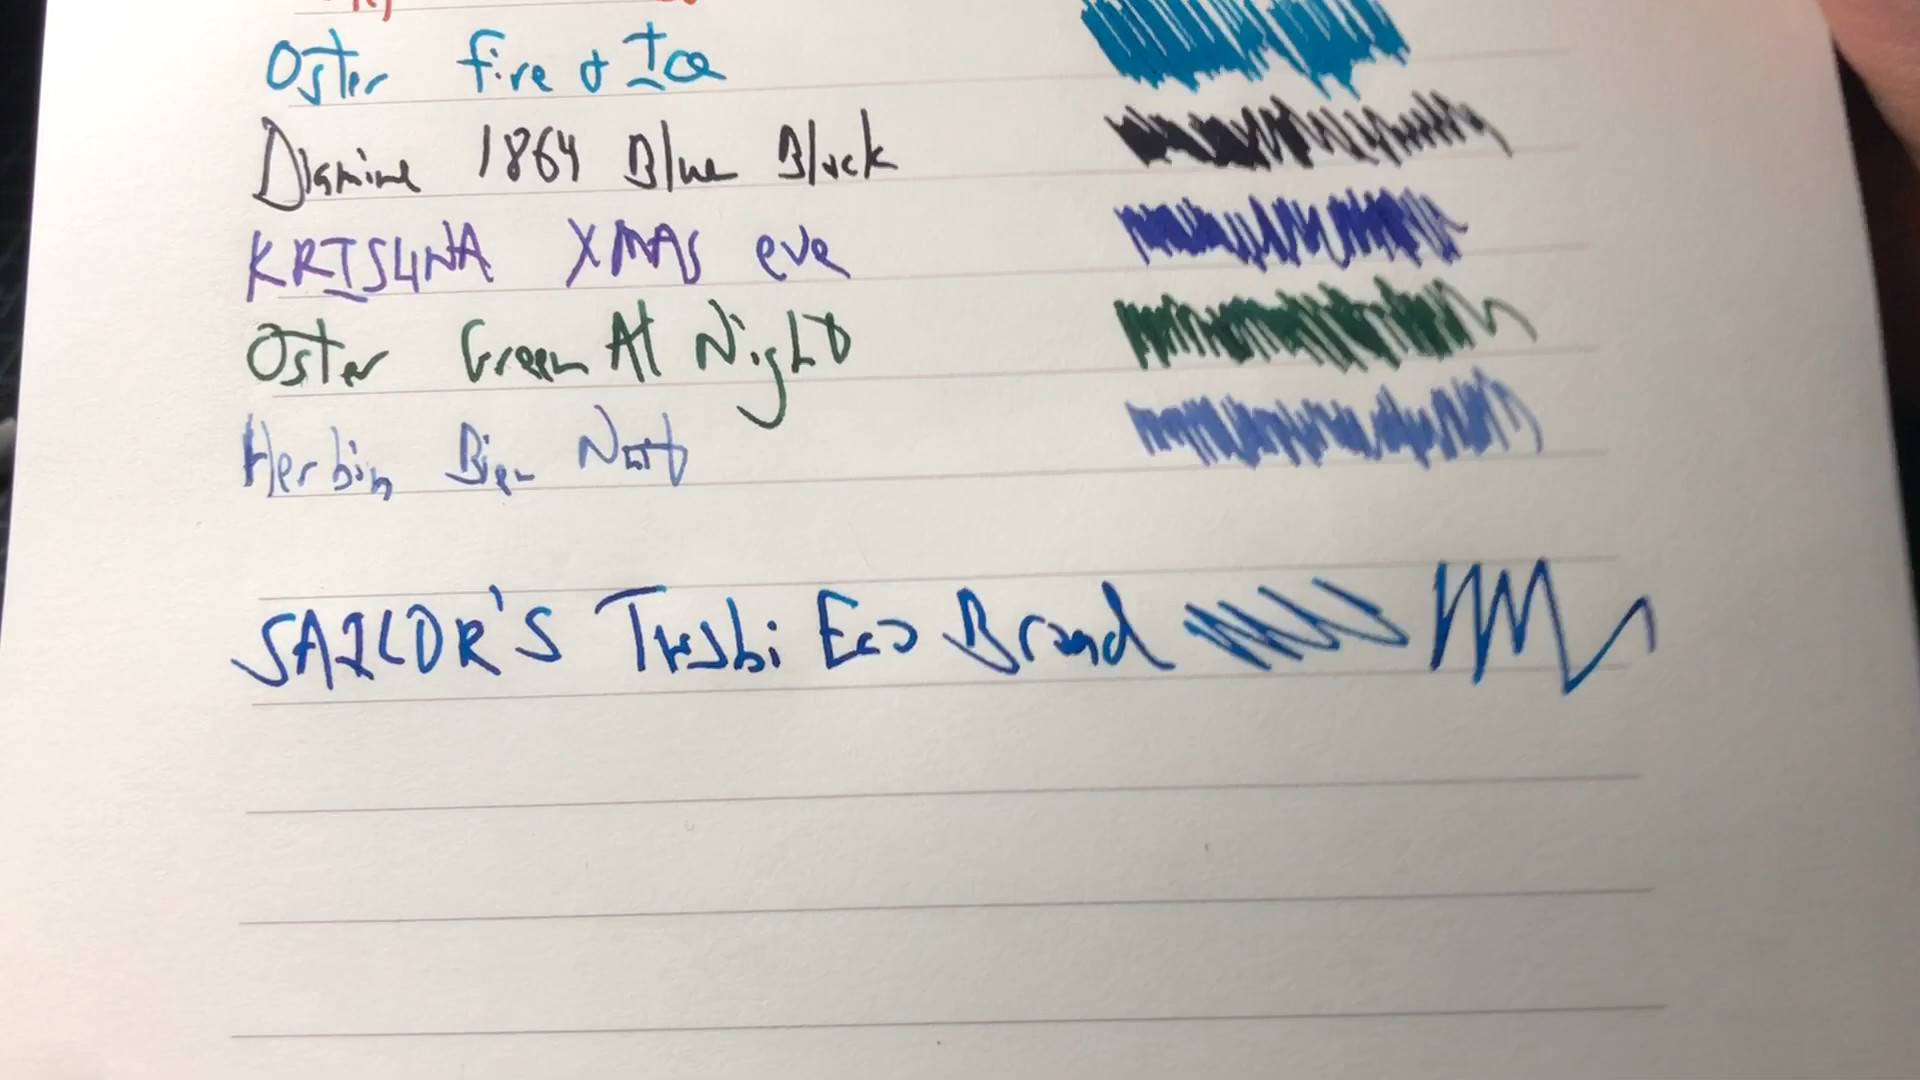 Oster Fire & Ice
Diamine 1864 Blue Black
KRISHNA XMAS eve
Oster Green At Night
Herbin Bleu Nuit
SAILOR'S Eco Brand